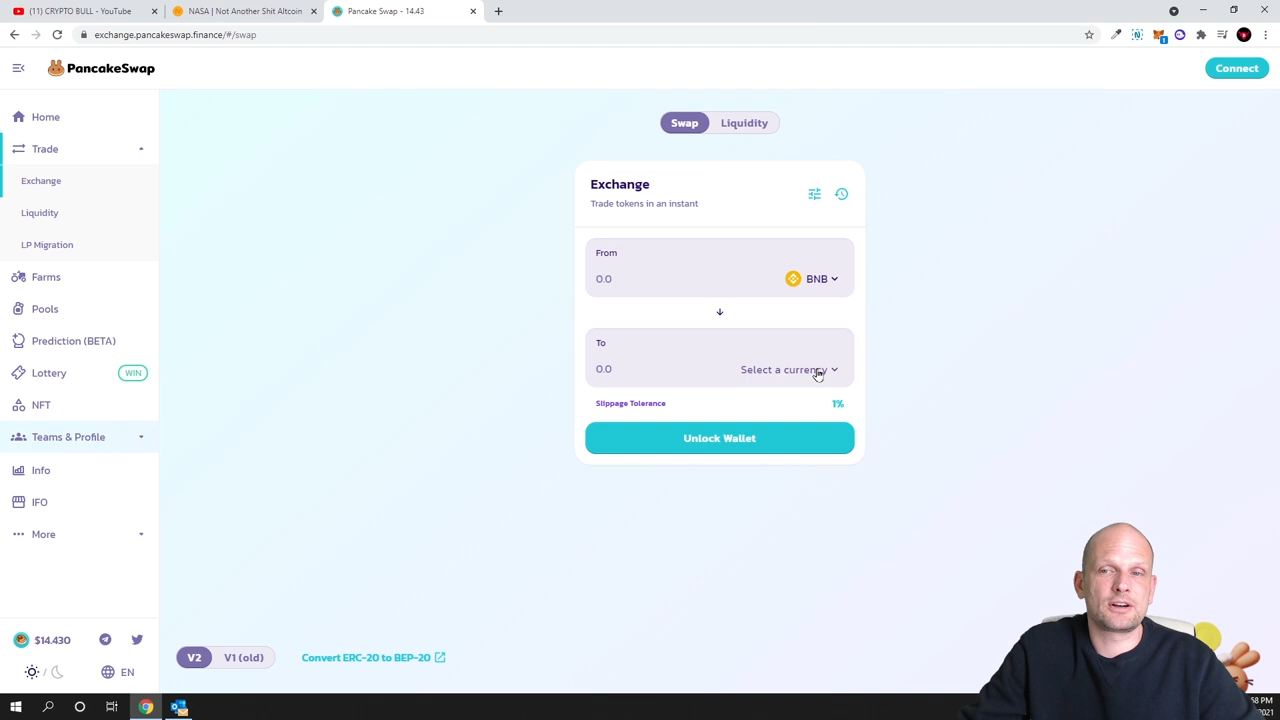 (11) CRYPTO BULL - YouTube
NASA | Not Another Shit Altcoin
Pancake Swap - 14.43
exchange.pancakeswap.finance/#/swap
1
PancakeSwap
Connect
Home
Trade
Exchange
Liquidity
LP Migration
Farms
Pools
Prediction (BETA)
Lottery WIN
NFT
Teams & Profile
Info
IFO
More
$14.430
/
EN
Swap Liquidity
Exchange
Trade tokens in an instant
From
0.0 BNB
To
0.0 Select a currency
Slippage Tolerance 1%
Unlock Wallet
V2 V1 (old) Convert ERC-20 to BEP-20